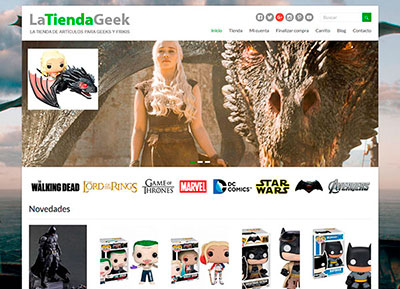 LaTiendaGeek
LA TIENDA DE ARTÍCULOS PARA GEEKS Y FRIKIS
Buscar
Inicio Tienda Mi cuenta Finalizar compra Carrito Blog Contacto
THE WALKING DEAD THE LORD OF THE RINGS GAME OF THRONES MARVEL DC COMICS STAR WARS AVENGERS
Novedades